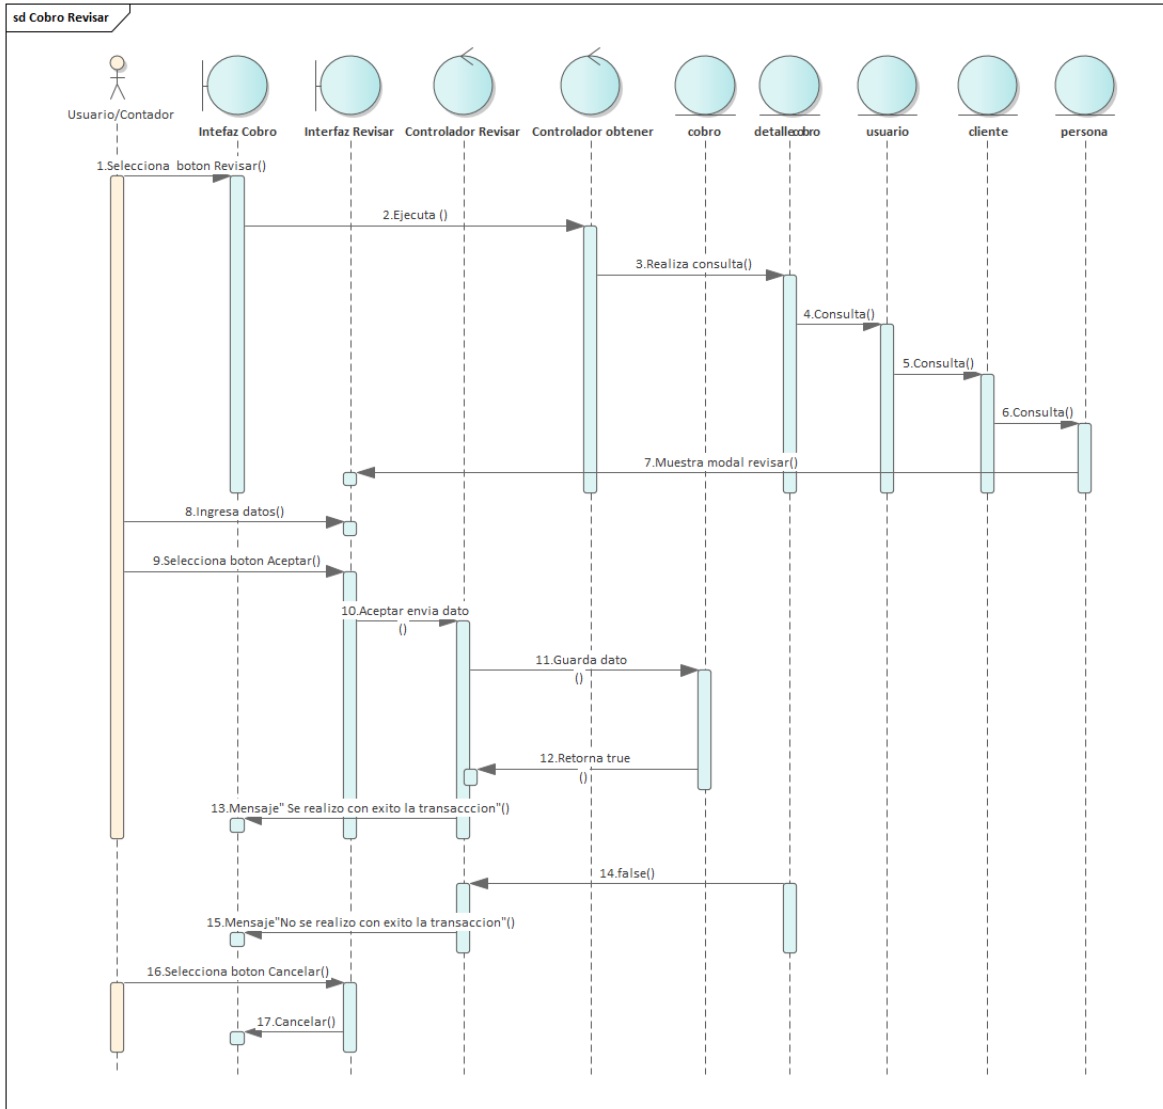 sd Cobro Revisar
Usuario/Contador
Intefaz Cobro
Interfaz Revisar
Controlador Revisar
Controlador obtener
cobro
detallecobro
usuario
cliente
persona
1.Selecciona  boton Revisar()
2.Ejecuta ()
3.Realiza consulta()
4.Consulta()
5.Consulta()
6.Consulta()
7.Muestra modal revisar()
8.Ingresa datos()
9.Selecciona boton Aceptar()
10.Aceptar envia dato
()
11.Guarda dato
()
12.Retorna true
()
13.Mensaje" Se realizo con exito la transacccion"()
14.false()
15.Mensaje"No se realizo con exito la transaccion"()
16.Selecciona boton Cancelar()
17.Cancelar()